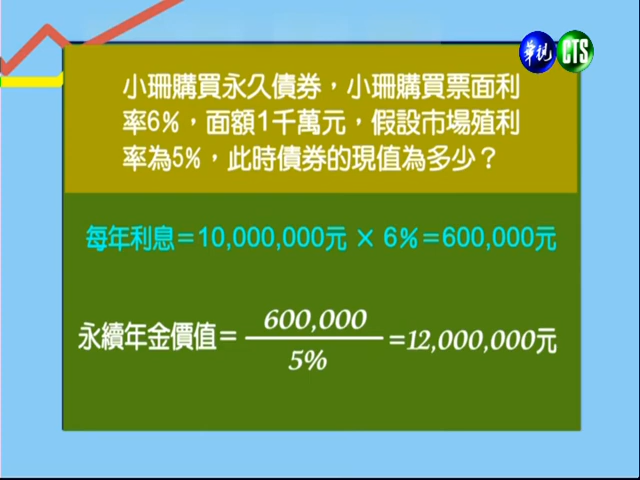 華視 CTS
小珊購買永久債券，小珊購買票面利
率6%，面額1千萬元，假設市場殖利
率為5%，此時債券的現值為多少？
每年利息＝10,000,000元 × 6%＝600,000元
永續年金價值＝ 600,000 / 5% ＝12,000,000元